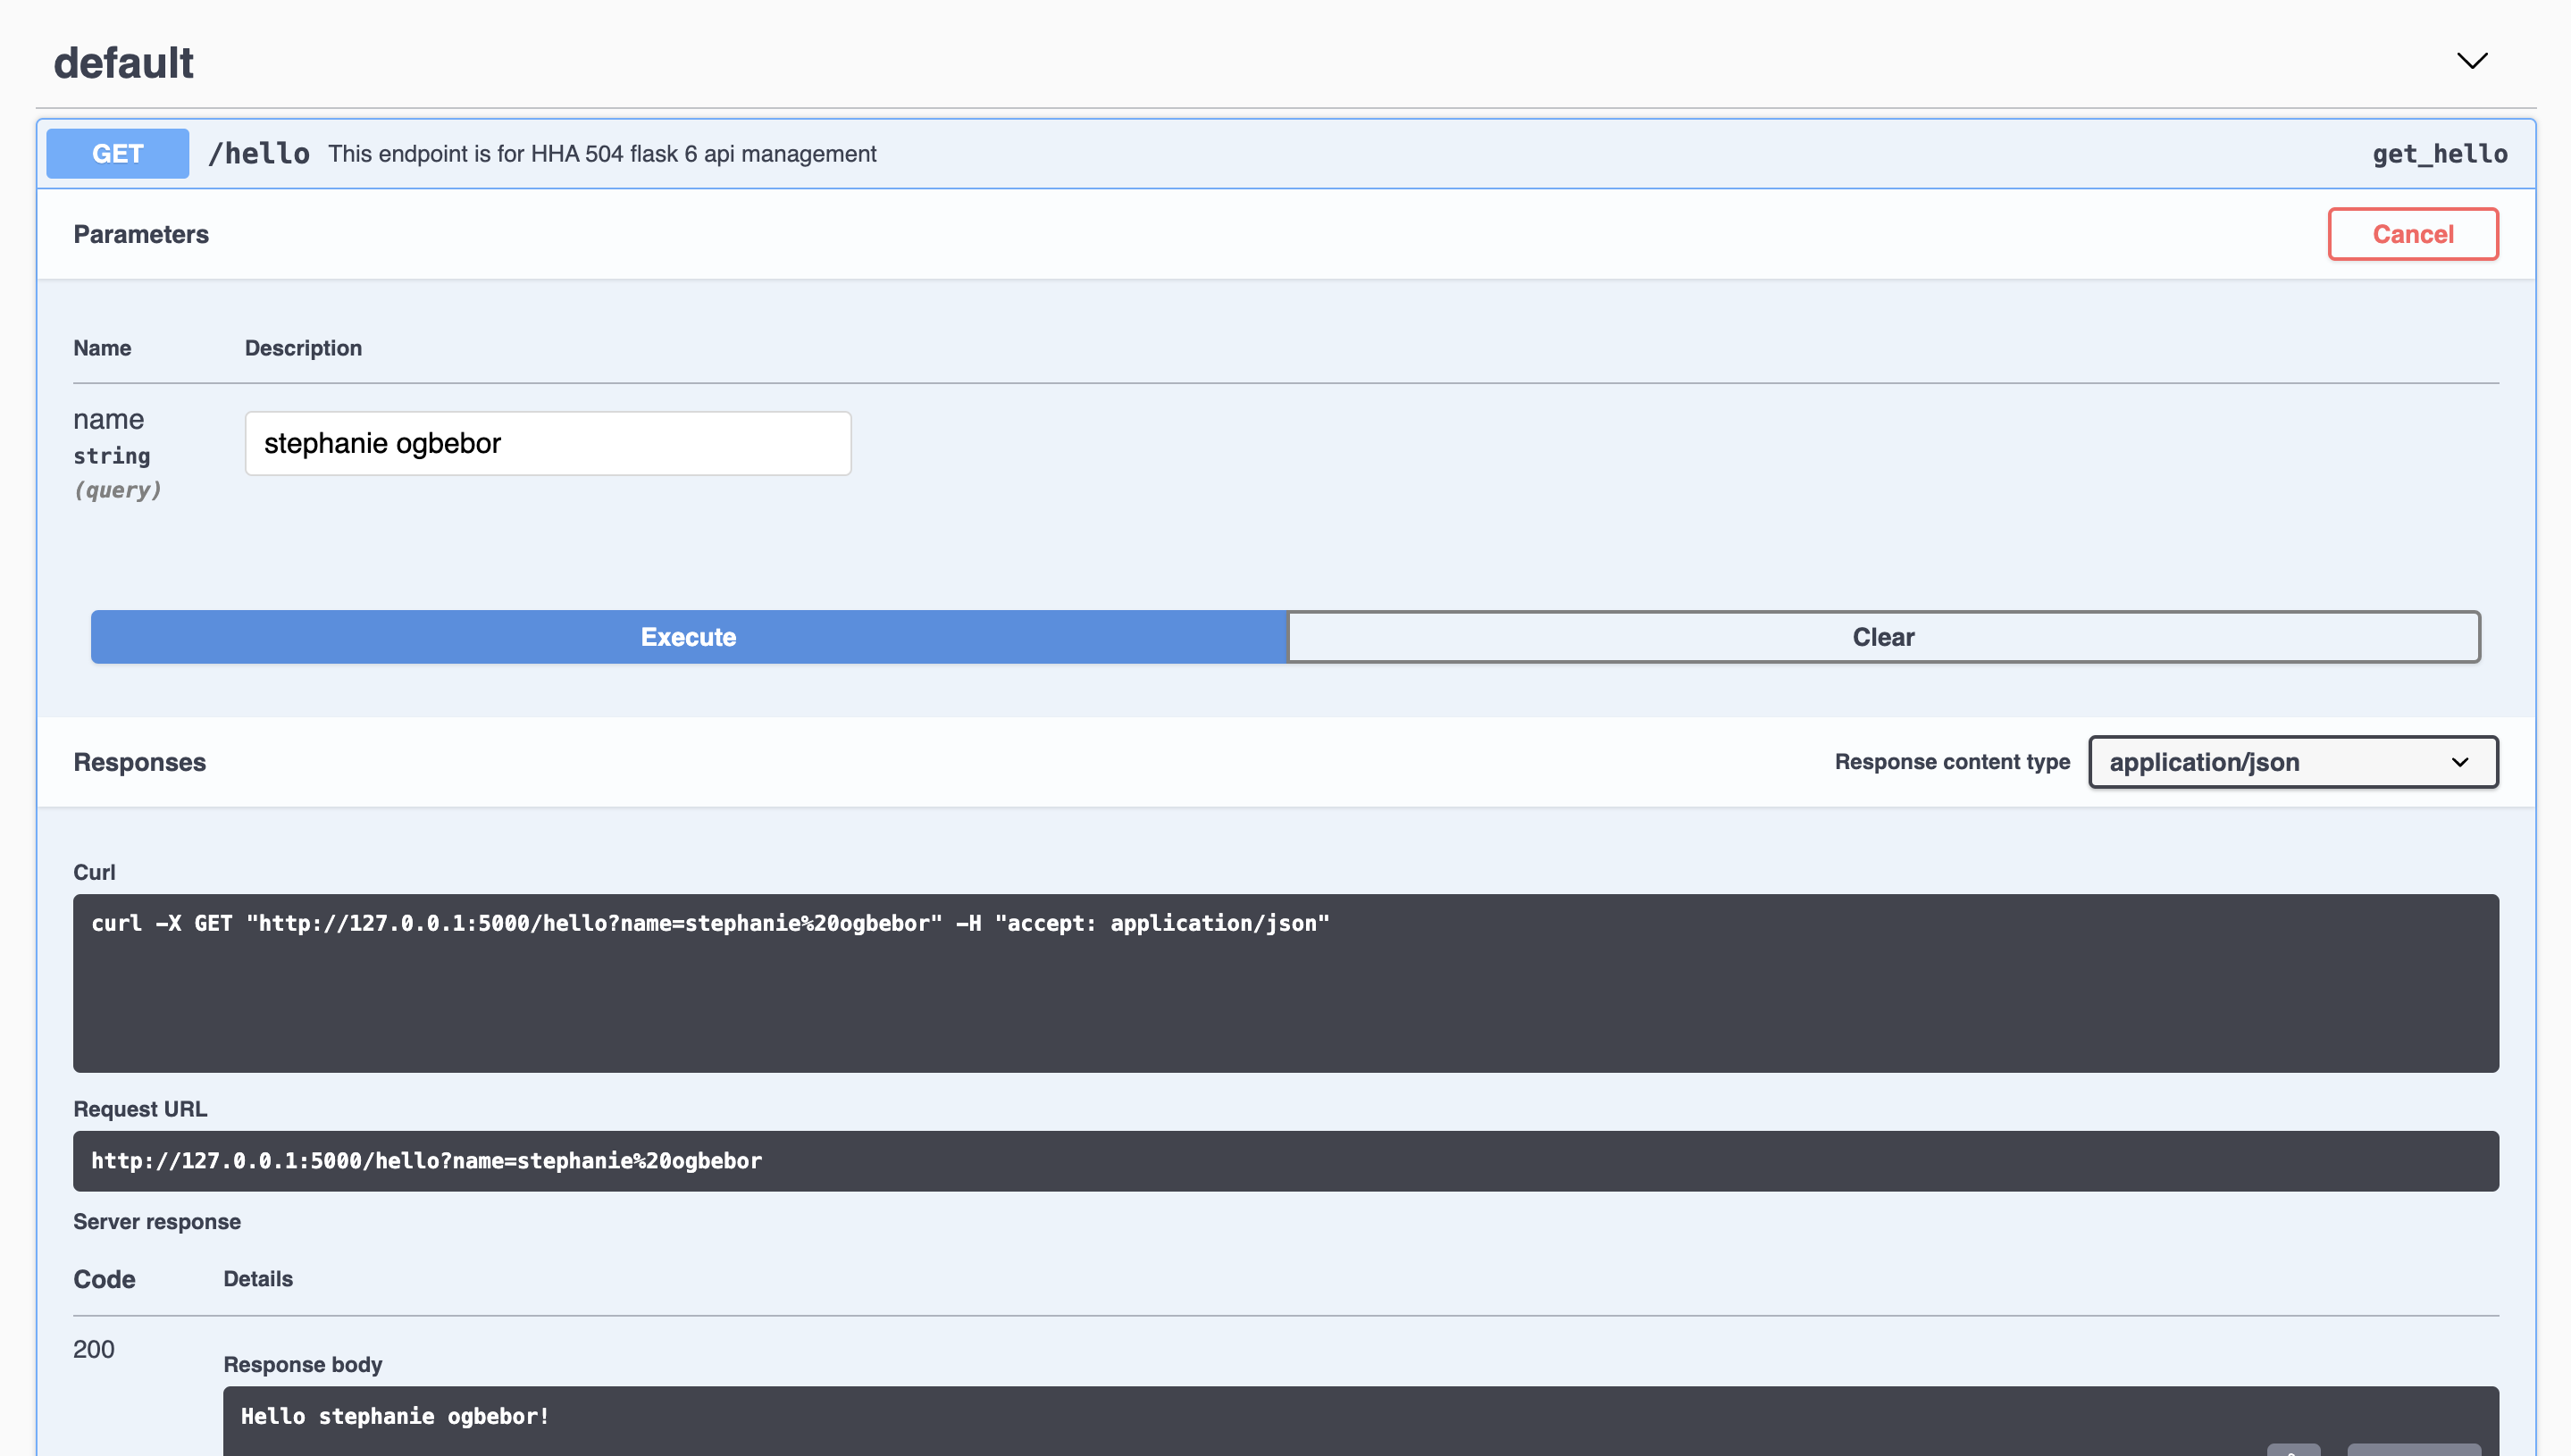 default
GET /hello This endpoint is for HHA 504 flask 6 api management get_hello
Parameters Cancel
Name Description
name
string
(query)
stephanie ogbebor
Execute Clear
Responses Response content type application/json
Curl
curl -X GET "http://127.0.0.1:5000/hello?name=stephanie%20ogbebor" -H "accept: application/json"
Request URL
http://127.0.0.1:5000/hello?name=stephanie%20ogbebor
Server response
Code Details
200
Response body
Hello stephanie ogbebor!